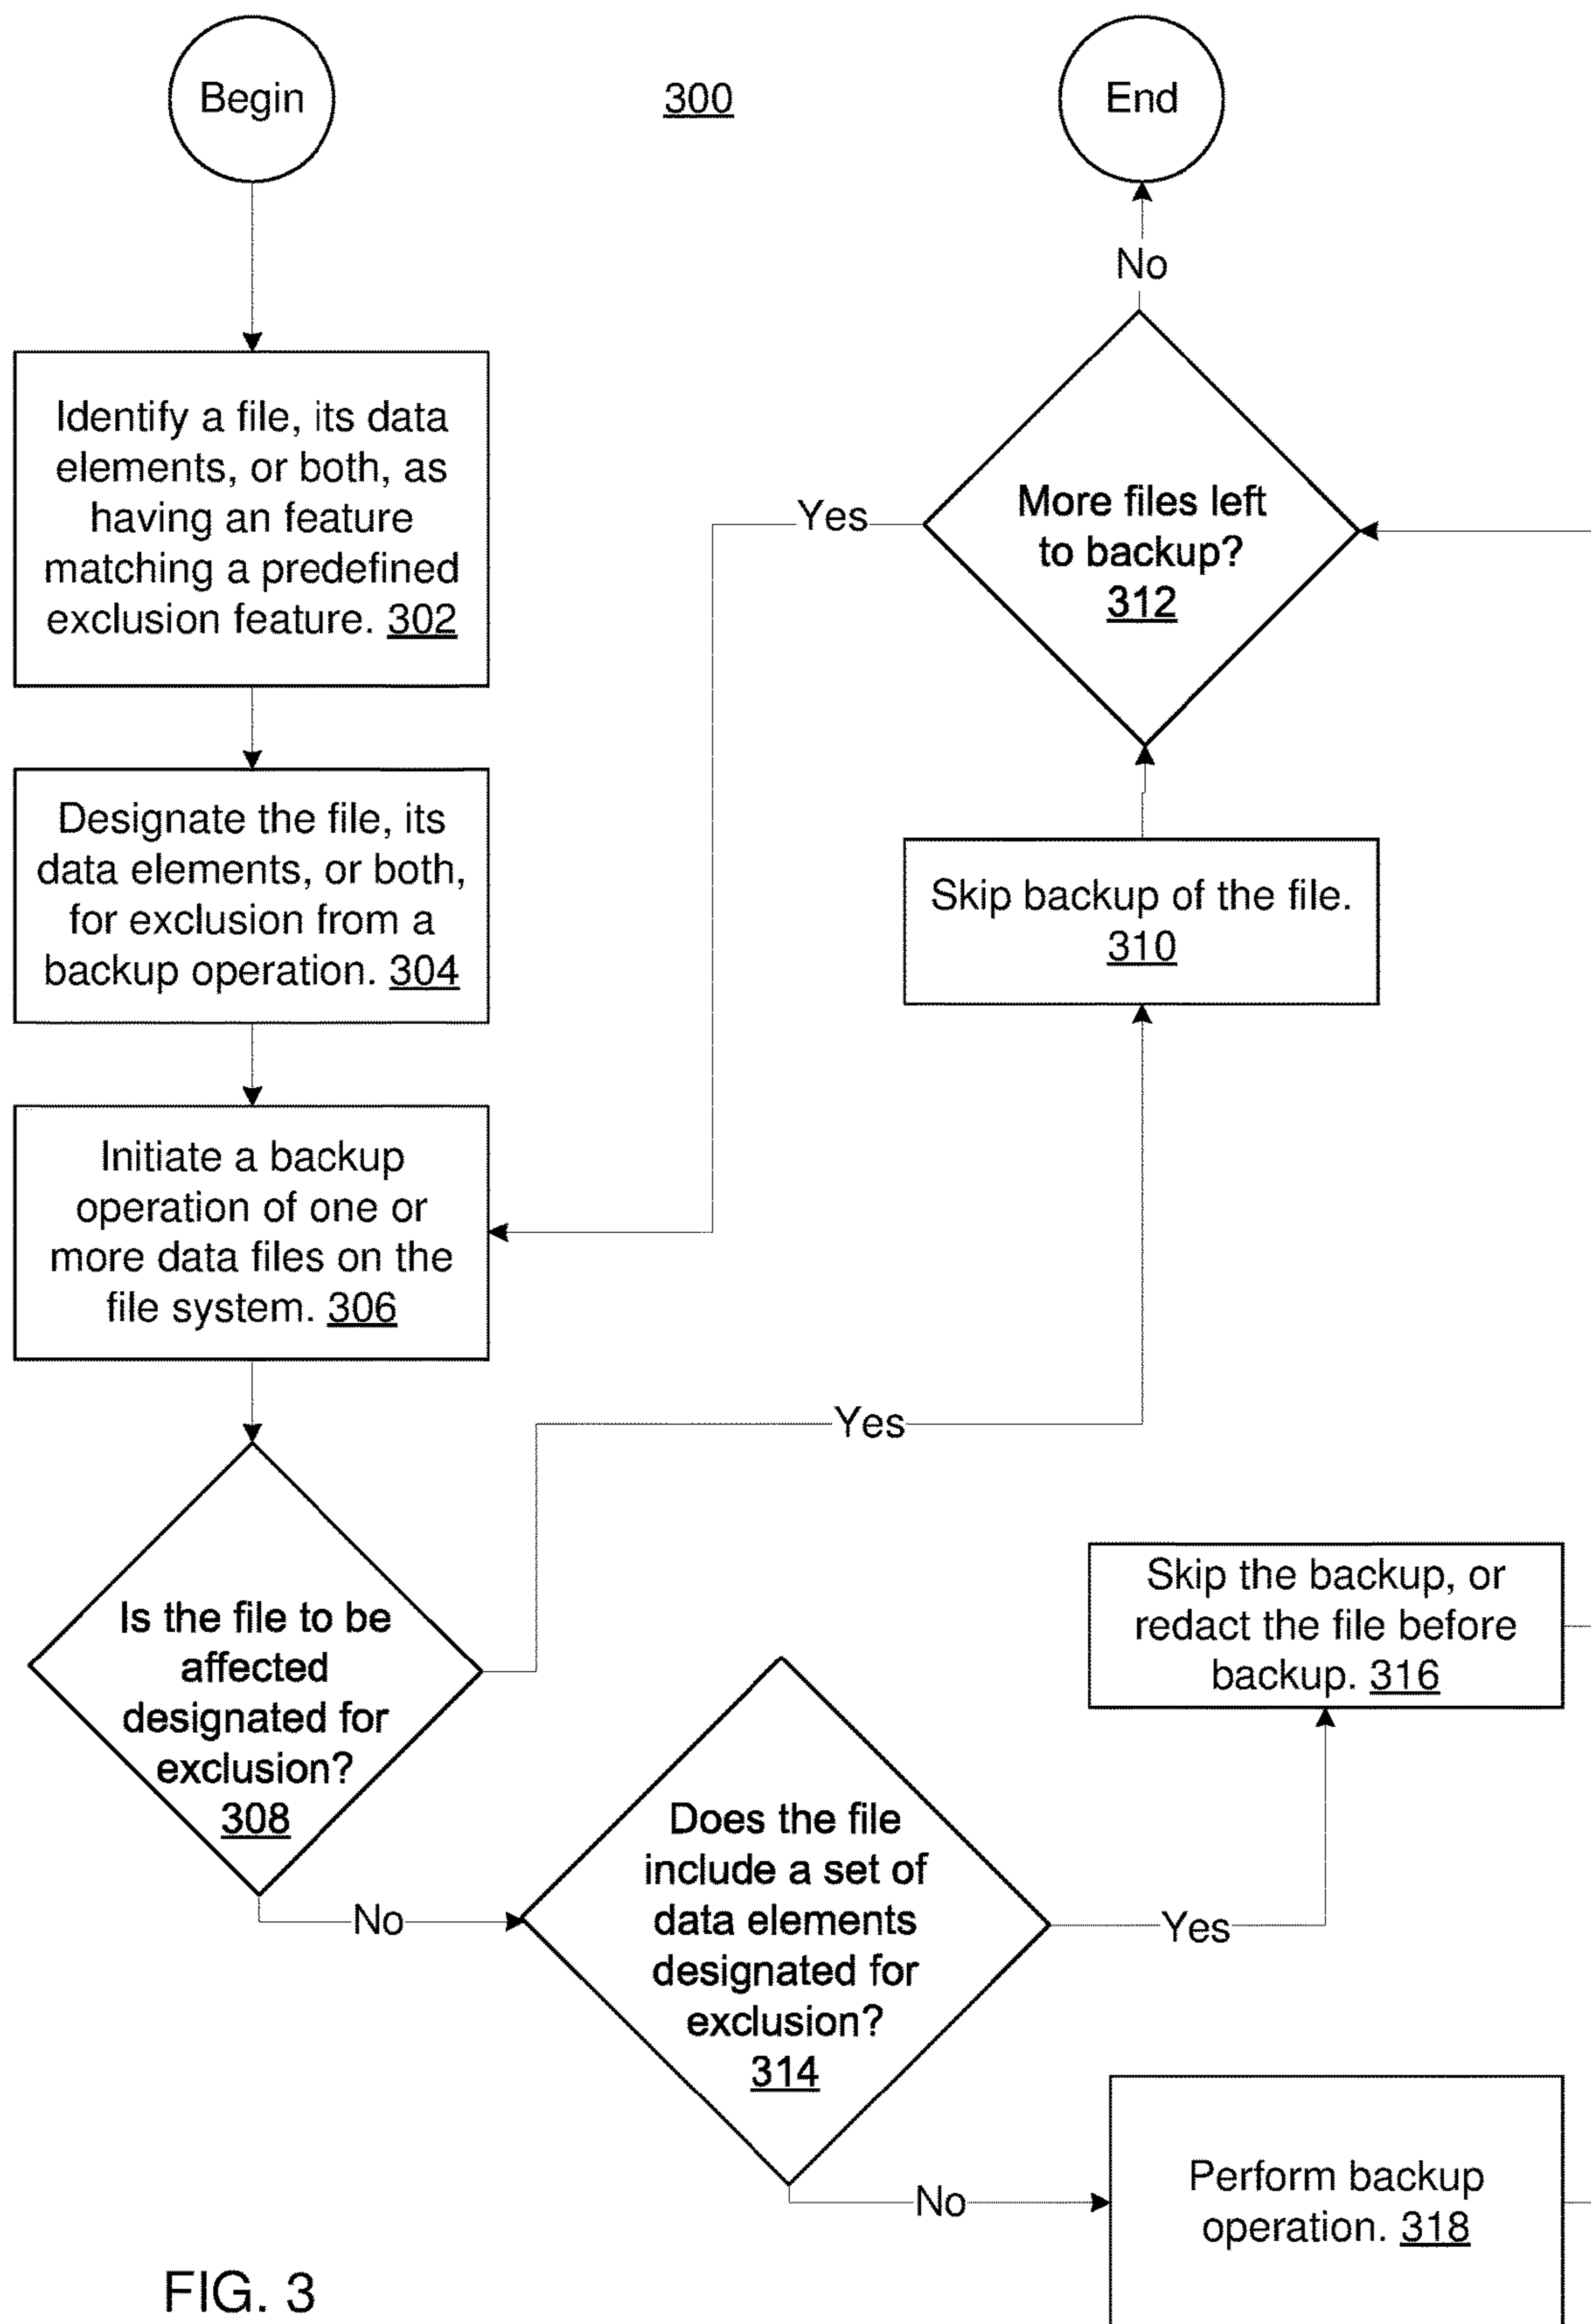 Begin
300
End
No
Identify a file, its data
elements, or both, as
having an feature
matching a predefined
exclusion feature. 302
Yes
More files left
to backup?
312
Designate the file, its
data elements, or both,
for exclusion from a
backup operation. 304
Skip backup of the file.
310
Initiate a backup
operation of one or
more data files on the
file system. 306
Yes
Is the file to be
affected
designated for
exclusion?
308
Skip the backup, or
redact the file before
backup. 316
No
Does the file
include a set of
data elements
designated for
exclusion?
314
Yes
No
Perform backup
operation. 318
FIG. 3